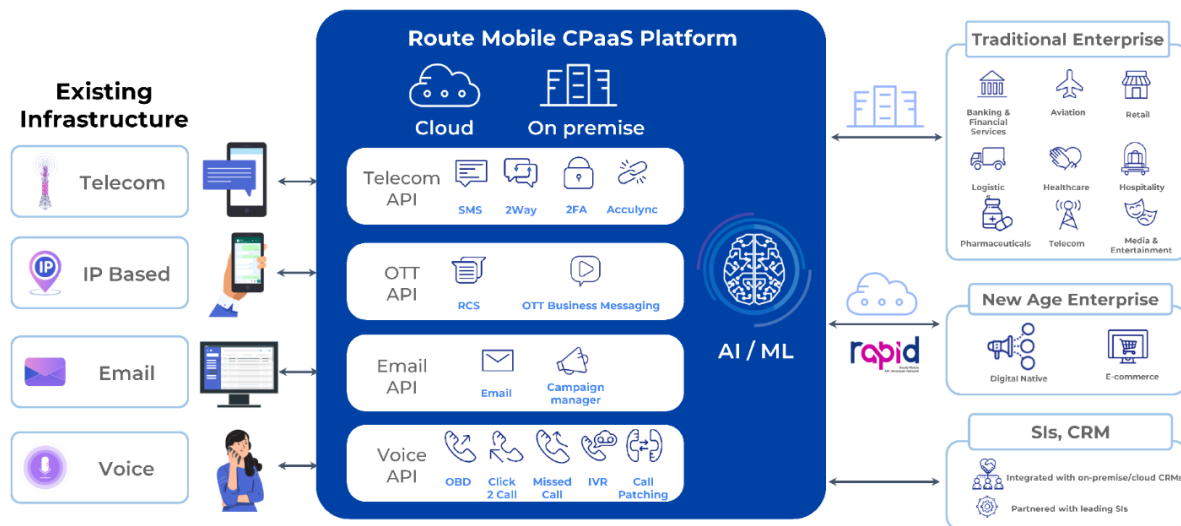 Route Mobile CPaaS Platform
Cloud
On premise
Existing
Infrastructure
Telecom
IP
IP Based
Email
Voice
Telecom
API
SMS
2Way
2FA
Acculync
OTT
API
RCS
OTT Business Messaging
Email
API
Email
Campaign
manager
Voice
API
OBD
Click
2 Call
Missed
Call
IVR
Call
Patching
AI / ML
rapid
Traditional Enterprise
Banking &
Financial
Services
Aviation
Retail
Logistic
Healthcare
Hospitality
Pharmaceuticals
Telecom
Media &
Entertainment
New Age Enterprise
Digital Native
E-commerce
SIs, CRM
Integrated with on-premise/cloud CRMs
Partnered with leading SIs